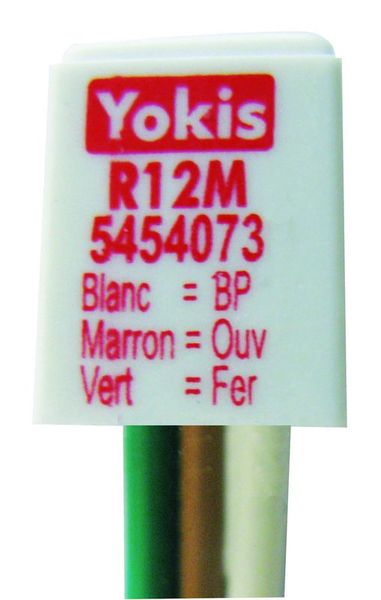 Yokis
R12M
5454073
Blanc = BP
Marron = Ouv
Vert = Fer